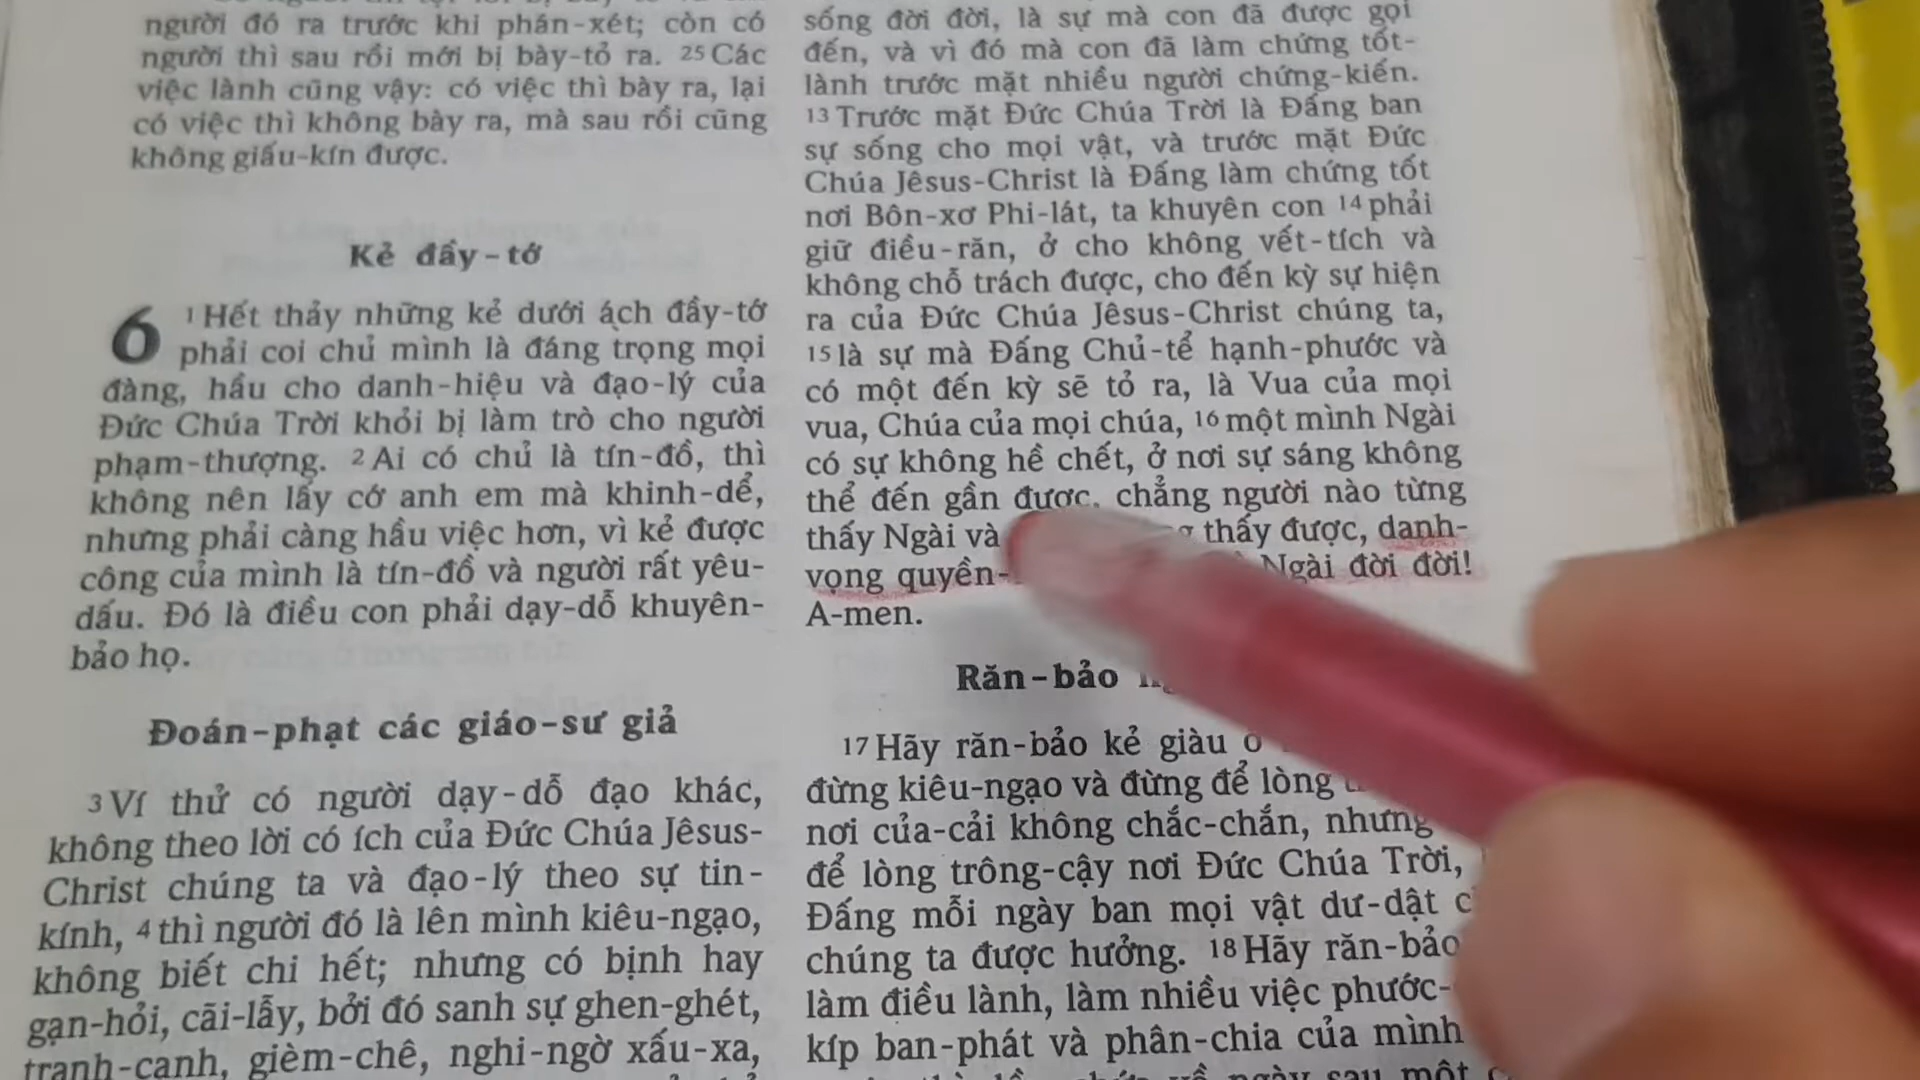 người đó ra trước khi phán-xét; còn có
người thì sau rồi mới bị bày-tỏ ra. 25 Các
việc lành cũng vậy: có việc thì bày ra, lại
có việc thì không bày ra, mà sau rồi cũng
không giấu-kín được.
Kẻ đầy-tớ
6 1 Hết thảy những kẻ dưới ách đầy-tớ
phải coi chủ mình là đáng trọng mọi
đàng, hầu cho danh-hiệu và đạo-lý của
Đức Chúa Trời khỏi bị làm trò cho người
phạm-thượng. 2 Ai có chủ là tín-đồ, thì
không nên lấy cớ anh em mà khinh-dể,
nhưng phải càng hầu việc hơn, vì kẻ được
công của mình là tín-đồ và người rất yêu-
dấu. Đó là điều con phải dạy-dỗ khuyên-
bảo họ.
Đoán-phạt các giáo-sư giả
3 Ví thử có người dạy-dỗ đạo khác,
không theo lời có ích của Đức Chúa Jêsus-
Christ chúng ta và đạo-lý theo sự tin-
kính, 4 thì người đó là lên mình kiêu-ngạo,
không biết chi hết; nhưng có bịnh hay
gạn-hỏi, cãi-lẫy, bởi đó sanh sự ghen-ghét,
tranh-cạnh, gièm-chê, nghi-ngờ xấu-xa,
sống đời đời, là sự mà con đã được gọi
đến, và vì đó mà con đã làm chứng tốt-
lành trước mặt nhiều người chứng-kiến.
13 Trước mặt Đức Chúa Trời là Đấng ban
sự sống cho mọi vật, và trước mặt Đức
Chúa Jêsus-Christ là Đấng làm chứng tốt
nơi Bôn-xơ Phi-lát, ta khuyên con 14 phải
giữ điều-răn, ở cho không vết-tích và
không chỗ trách được, cho đến kỳ sự hiện
ra của Đức Chúa Jêsus-Christ chúng ta,
15 là sự mà Đấng Chủ-tể hạnh-phước và
có một đến kỳ sẽ tỏ ra, là Vua của mọi
vua, Chúa của mọi chúa, 16 một mình Ngài
có sự không hề chết, ở nơi sự sáng không
thể đến gần được, chẳng người nào từng
thấy Ngài và thấy được, danh-
vọng quyền- Ngài đời đời!
A-men.
Răn-bảo
17 Hãy răn-bảo kẻ giàu ở
đừng kiêu-ngạo và đừng để lòng
nơi của-cải không chắc-chắn, nhưng
để lòng trông-cậy nơi Đức Chúa Trời,
Đấng mỗi ngày ban mọi vật dư-dật
chúng ta được hưởng. 18 Hãy răn-bảo
làm điều lành, làm nhiều việc phước-
kíp ban-phát và phân-chia của mình
về ngày sau một